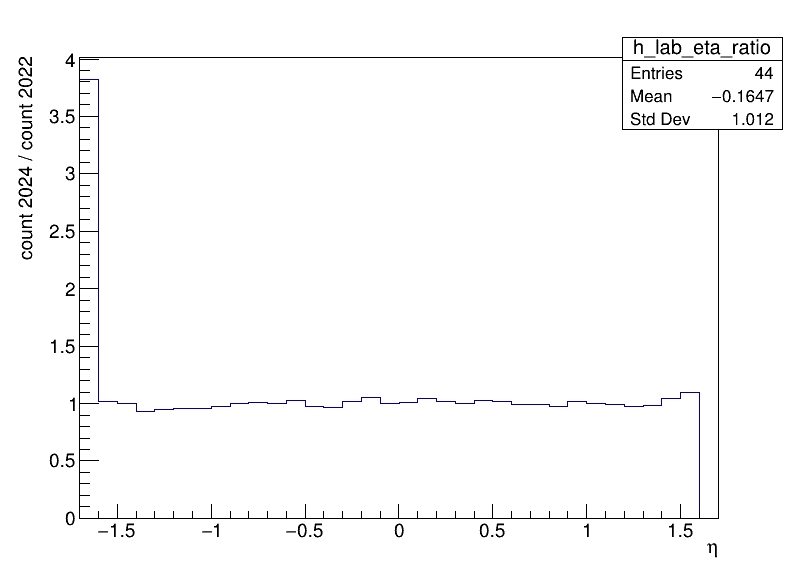 h_lab_eta_ratio
Entries 44
Mean −0.1647
Std Dev 1.012
count 2024 / count 2022
4
3.5
3
2.5
2
1.5
1
0.5
0
−1.5 −1 −0.5 0 0.5 1 1.5
η